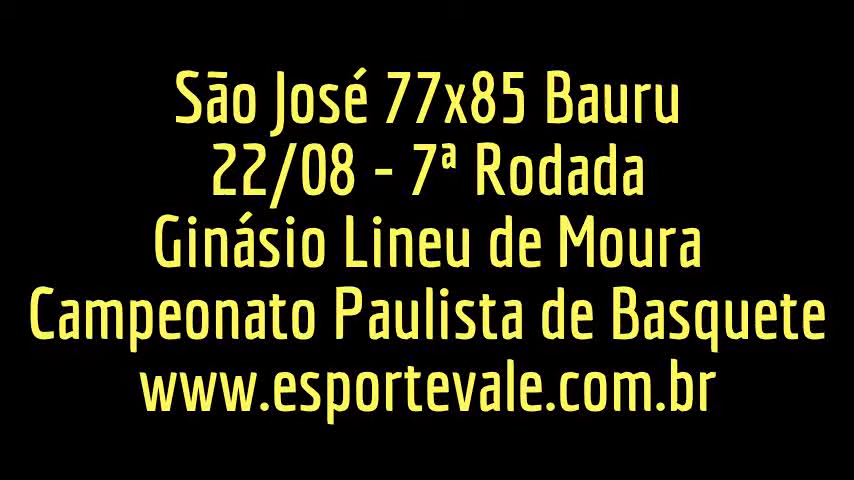 São José 77x85 Bauru
22/08 - 7ª Rodada
Ginásio Lineu de Moura
Campeonato Paulista de Basquete
www.esportevale.com.br